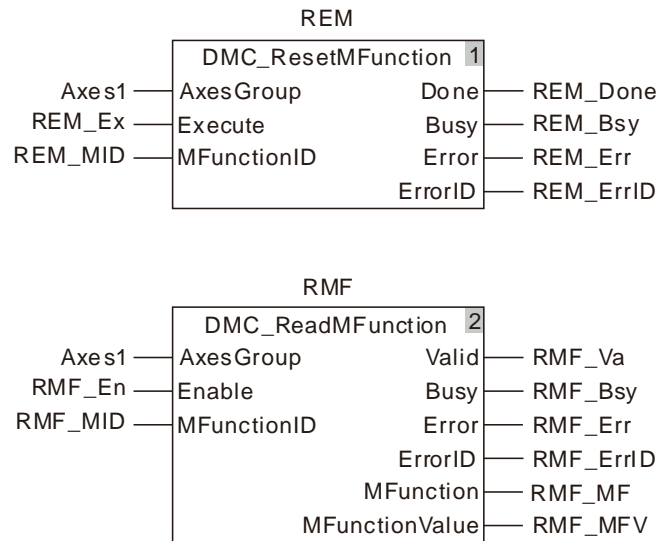 REM
DMC_ResetMFunction 1
Axes1 AxesGroup Done REM_Done
REM_Ex Execute Busy REM_Bsy
REM_MID MFunctionID Error REM_Err
ErrorID REM_ErrID
RMF
DMC_ReadMFunction 2
Axes1 AxesGroup Valid RMF_Va
RMF_En Enable Busy RMF_Bsy
RMF_MID MFunctionID Error RMF_Err
ErrorID RMF_ErrID
MFunction RMF_MF
MFunctionValue RMF_MFV